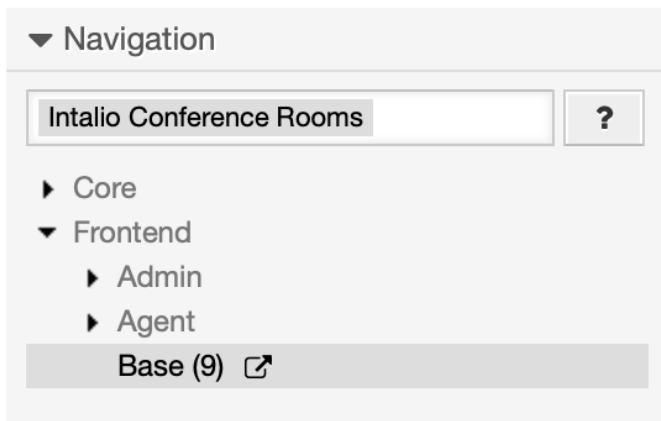 Navigation
Intalio Conference Rooms ?
Core
Frontend
Admin
Agent
Base (9)